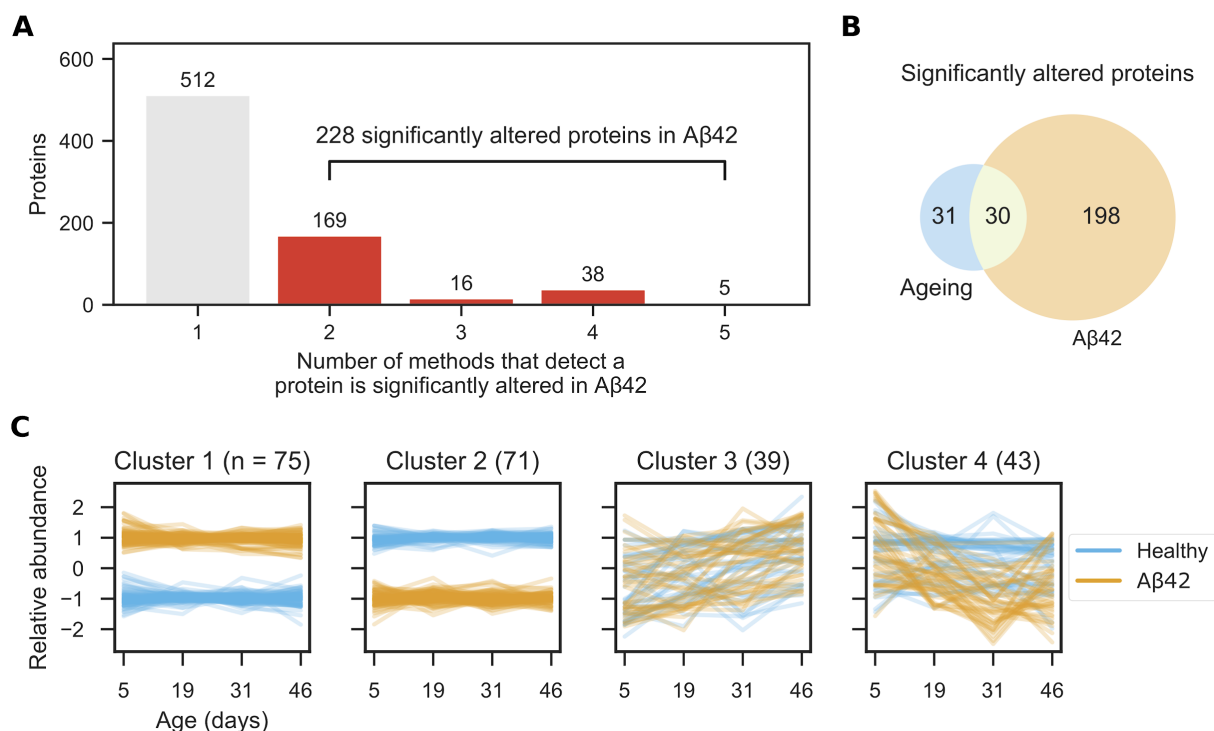 A
600
400
200
0
Proteins
512
228 significantly altered proteins in Aβ42
169
16
38
5
1
2
3
4
5
Number of methods that detect a
protein is significantly altered in Aβ42
B
Significantly altered proteins
31
30
198
Ageing
Aβ42
C
Relative abundance
Cluster 1 (n = 75)
Cluster 2 (71)
Cluster 3 (39)
Cluster 4 (43)
2
1
0
−1
−2
5 19 31 46
5 19 31 46
5 19 31 46
5 19 31 46
Age (days)
Healthy
Aβ42